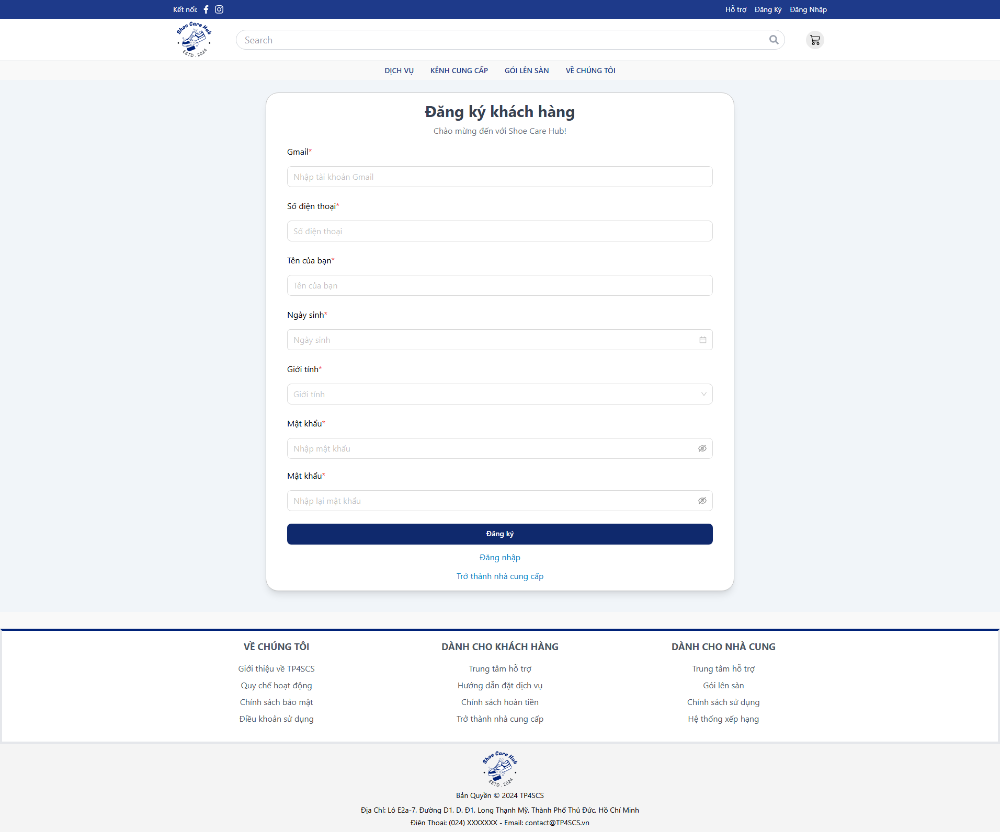 Kết nối:
Hỗ trợ Đăng Ký Đăng Nhập
Shoe Care Hub
ESTD . 2024
Search
DỊCH VỤ KÊNH CUNG CẤP GÓI LÊN SÀN VỀ CHÚNG TÔI
Đăng ký khách hàng
Chào mừng đến với Shoe Care Hub!
Gmail*
Nhập tài khoản Gmail
Số điện thoại*
Số điện thoại
Tên của bạn*
Tên của bạn
Ngày sinh*
Ngày sinh
Giới tính*
Giới tính
Mật khẩu*
Nhập mật khẩu
Mật khẩu*
Nhập lại mật khẩu
Đăng ký
Đăng nhập
Trở thành nhà cung cấp
VỀ CHÚNG TÔI
Giới thiệu về TP4SCS
Quy chế hoạt động
Chính sách bảo mật
Điều khoản sử dụng
DÀNH CHO KHÁCH HÀNG
Trung tâm hỗ trợ
Hướng dẫn đặt dịch vụ
Chính sách hoàn tiền
Trở thành nhà cung cấp
DÀNH CHO NHÀ CUNG
Trung tâm hỗ trợ
Gói lên sàn
Chính sách sử dụng
Hệ thống xếp hạng
Shoe Care Hub
ESTD . 2024
Bản Quyền © 2024 TP4SCS
Địa Chỉ: Lô E2a-7, Đường D1, D. Đ1, Long Thạnh Mỹ, Thành Phố Thủ Đức, Hồ Chí Minh
Điện Thoại: (024) XXXXXXX - Email: contact@TP4SCS.vn